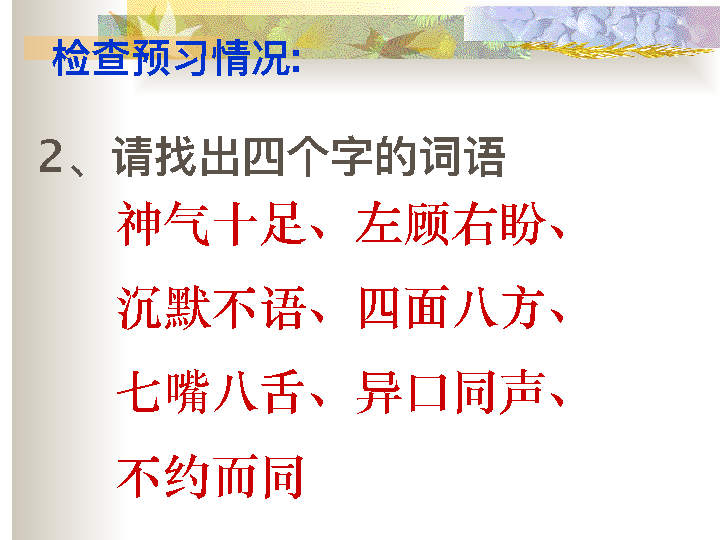 检查预习情况:
2、请找出四个字的词语
神气十足、左顾右盼、
沉默不语、四面八方、
七嘴八舌、异口同声、
不约而同